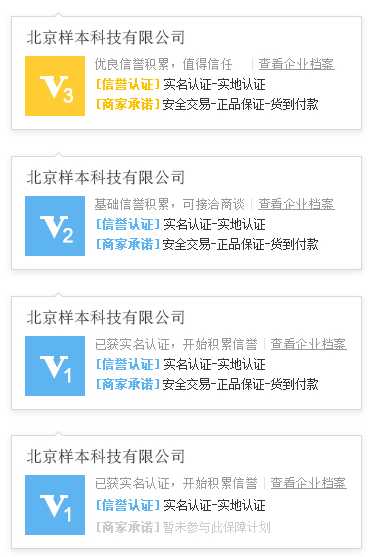 北京样本科技有限公司
V3 优良信誉积累，值得信任 | 查看企业档案
[信誉认证] 实名认证-实地认证
[商家承诺] 安全交易-正品保证-货到付款
北京样本科技有限公司
V2 基础信誉积累，可接洽商谈 | 查看企业档案
[信誉认证] 实名认证-实地认证
[商家承诺] 安全交易-正品保证-货到付款
北京样本科技有限公司
V1 已获实名认证，开始积累信誉 | 查看企业档案
[信誉认证] 实名认证-实地认证
[商家承诺] 安全交易-正品保证-货到付款
北京样本科技有限公司
V1 已获实名认证，开始积累信誉 | 查看企业档案
[信誉认证] 实名认证-实地认证
[商家承诺] 暂未参与此保障计划